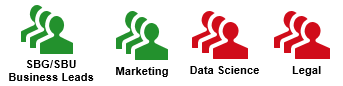 SBG/SBU
Business Leads
Marketing
Data Science
Legal